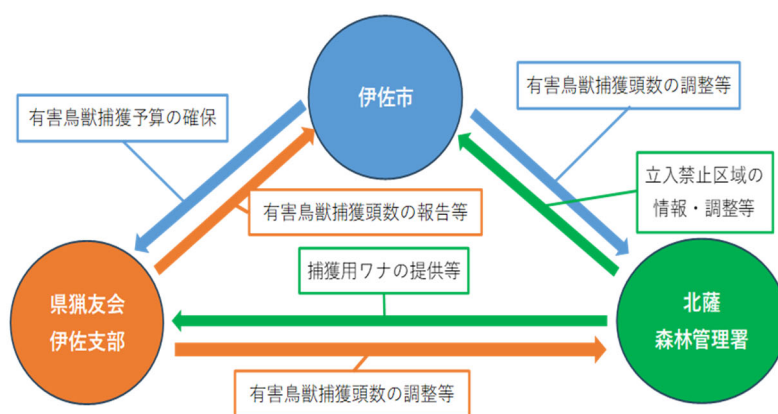 伊佐市
有害鳥獣捕獲予算の確保
有害鳥獣捕獲頭数の調整等
立入禁止区域の
情報・調整等
有害鳥獣捕獲頭数の報告等
捕獲用ワナの提供等
県猟友会
伊佐支部
北薩
森林管理署
有害鳥獣捕獲頭数の調整等